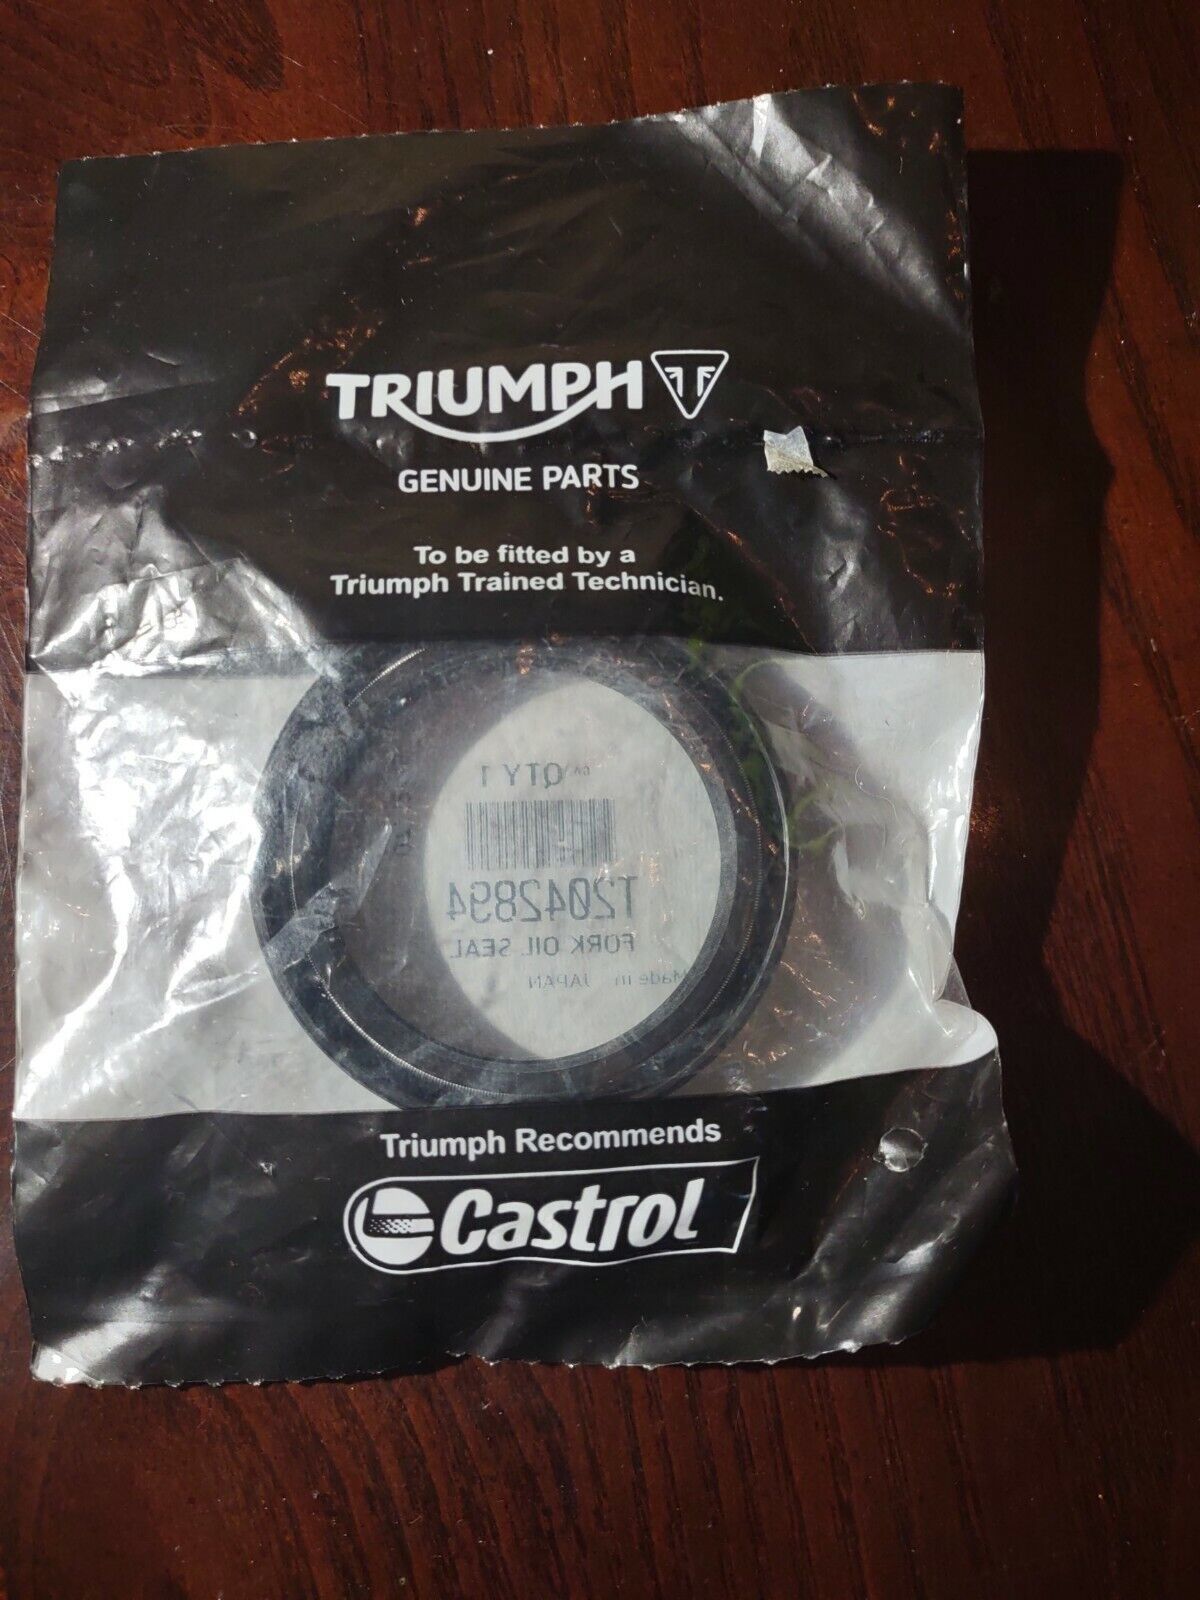 TRIUMPH
GENUINE PARTS
To be fitted by a
Triumph Trained Technician.
QTY 1
T2042894
FORK OIL SEAL
Made in JAPAN
Triumph Recommends
Castrol